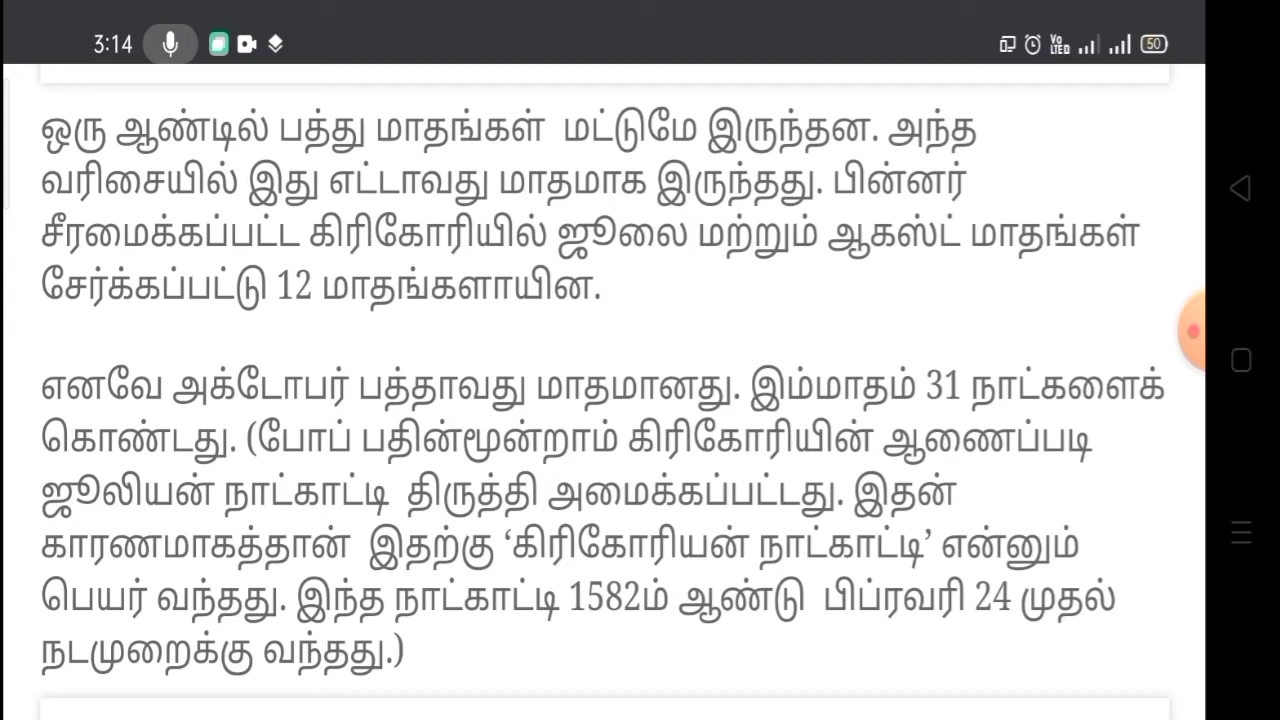 3:14
Vo LTED 50
ஒரு ஆண்டில் பத்து மாதங்கள் மட்டுமே இருந்தன. அந்த
வரிசையில் இது எட்டாவது மாதமாக இருந்தது. பின்னர்
சீரமைக்கப்பட்ட கிரிகோரியில் ஜூலை மற்றும் ஆகஸ்ட் மாதங்கள்
சேர்க்கப்பட்டு 12 மாதங்களாயின.
எனவே அக்டோபர் பத்தாவது மாதமானது. இம்மாதம் 31 நாட்களைக்
கொண்டது. (போப் பதின்மூன்றாம் கிரிகோரியின் ஆணைப்படி
ஜூலியன் நாட்காட்டி திருத்தி அமைக்கப்பட்டது. இதன்
காரணமாகத்தான் இதற்கு ‘கிரிகோரியன் நாட்காட்டி’ என்னும்
பெயர் வந்தது. இந்த நாட்காட்டி 1582ம் ஆண்டு பிப்ரவரி 24 முதல்
நடமுறைக்கு வந்தது.)